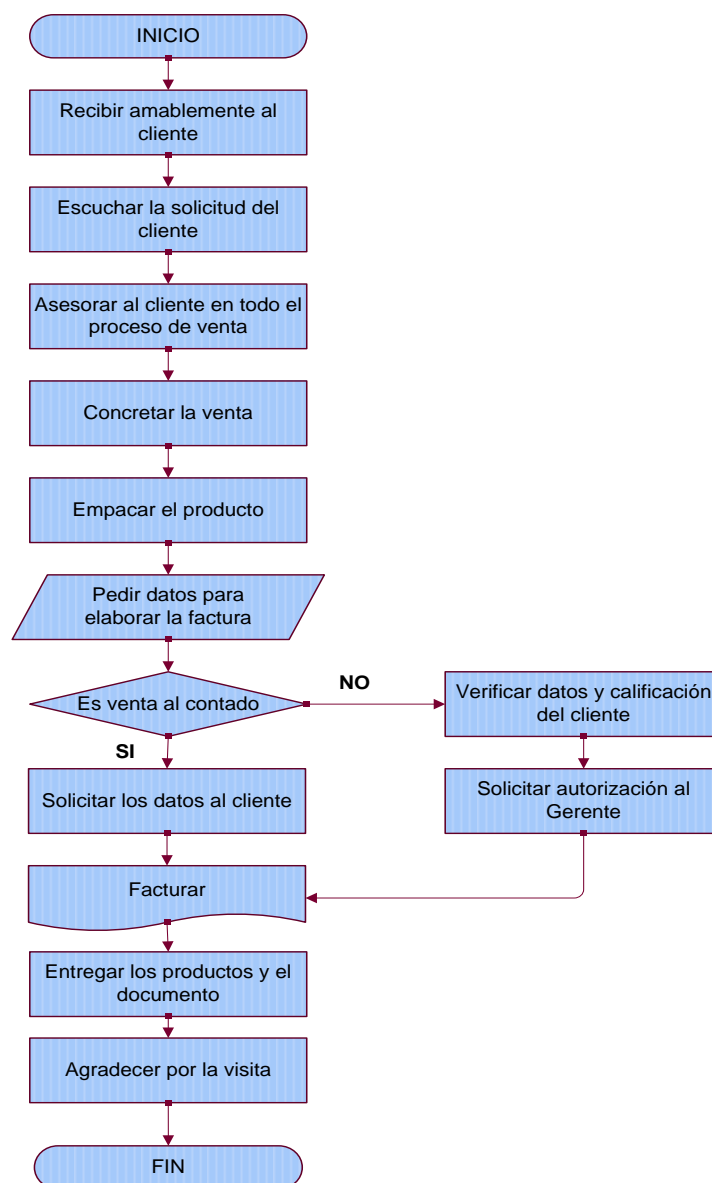 INICIO
Recibir amablemente al
cliente
Escuchar la solicitud del
cliente
Asesorar al cliente en todo el
proceso de venta
Concretar la venta
Empacar el producto
Pedir datos para
elaborar la factura
Es venta al contado
NO
Verificar datos y calificación
del cliente
SI
Solicitar los datos al cliente
Solicitar autorización al
Gerente
Facturar
Entregar los productos y el
documento
Agradecer por la visita
FIN